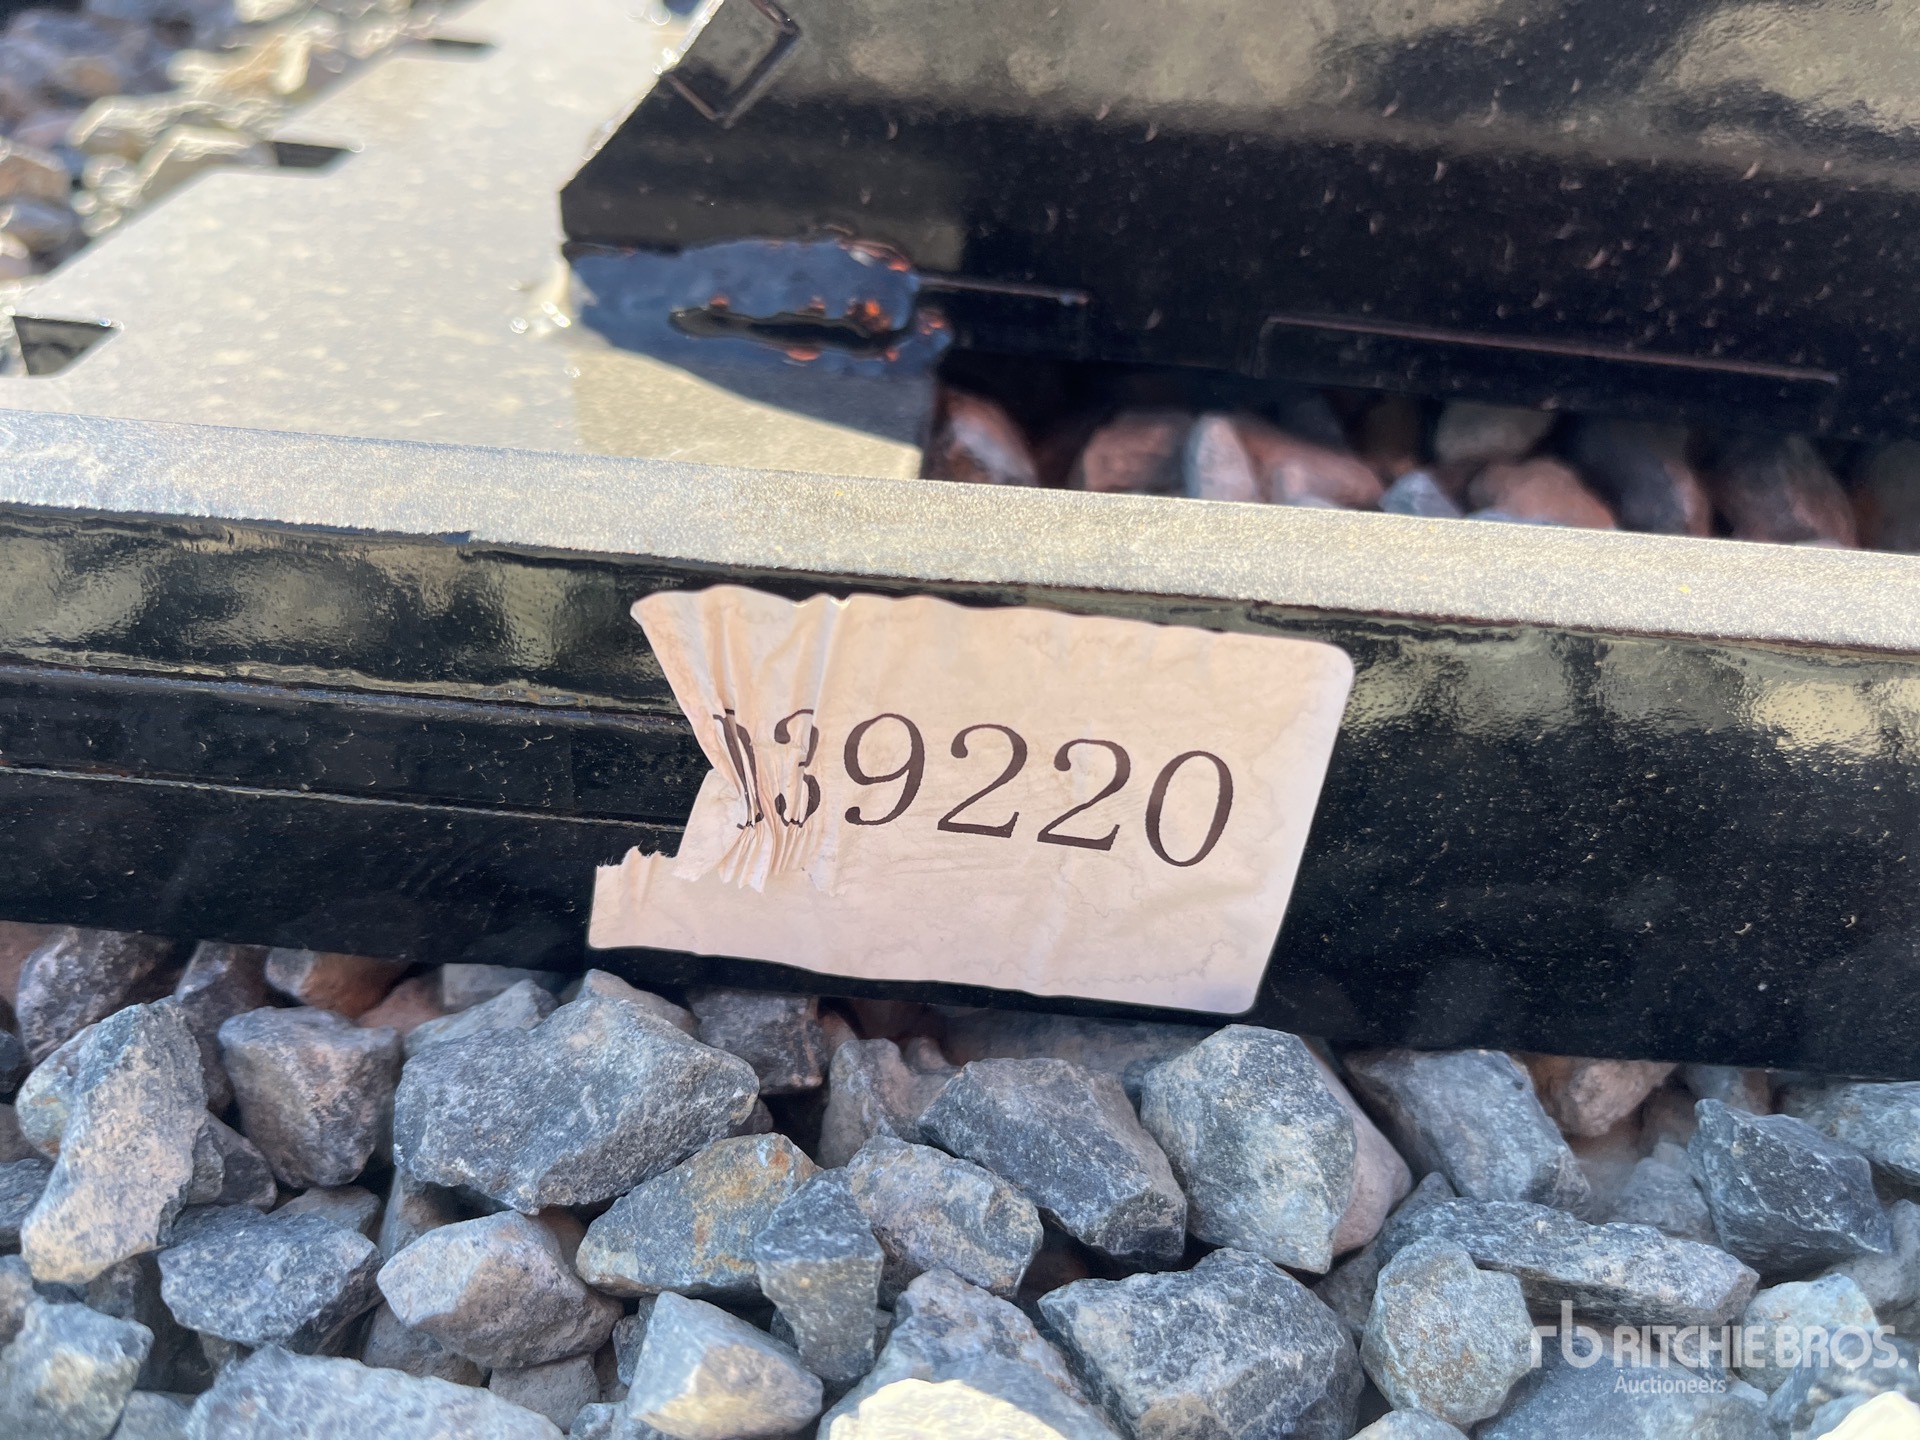 39220
rb RITCHIE BROS.
Auctioneers